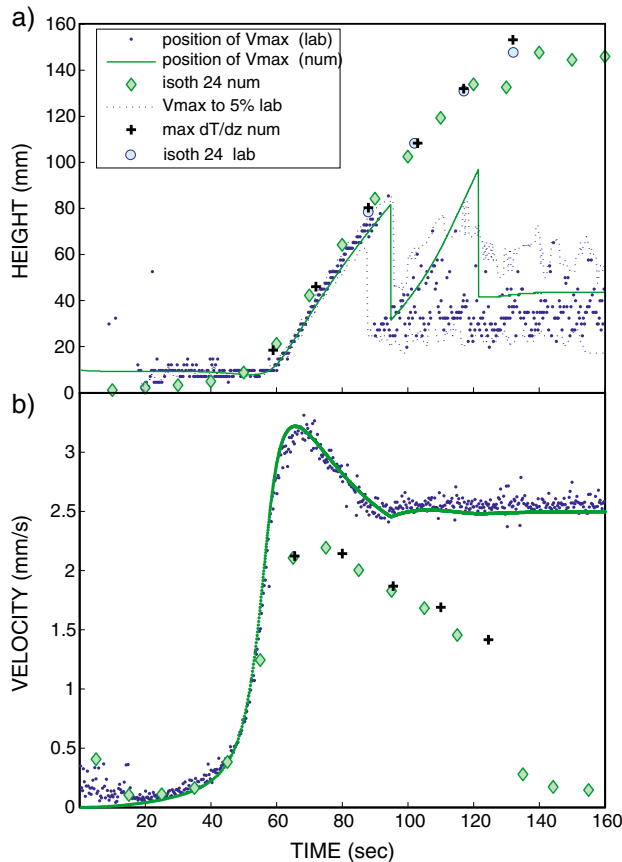 a)
160
140
120
100
80
60
40
20
0
HEIGHT (mm)
position of Vmax (lab)
position of Vmax (num)
isoth 24 num
Vmax to 5% lab
max dT/dz num
isoth 24 lab
b)
3
2.5
2
1.5
1
0.5
0
VELOCITY (mm/s)
20 40 60 80 100 120 140 160
TIME (sec)